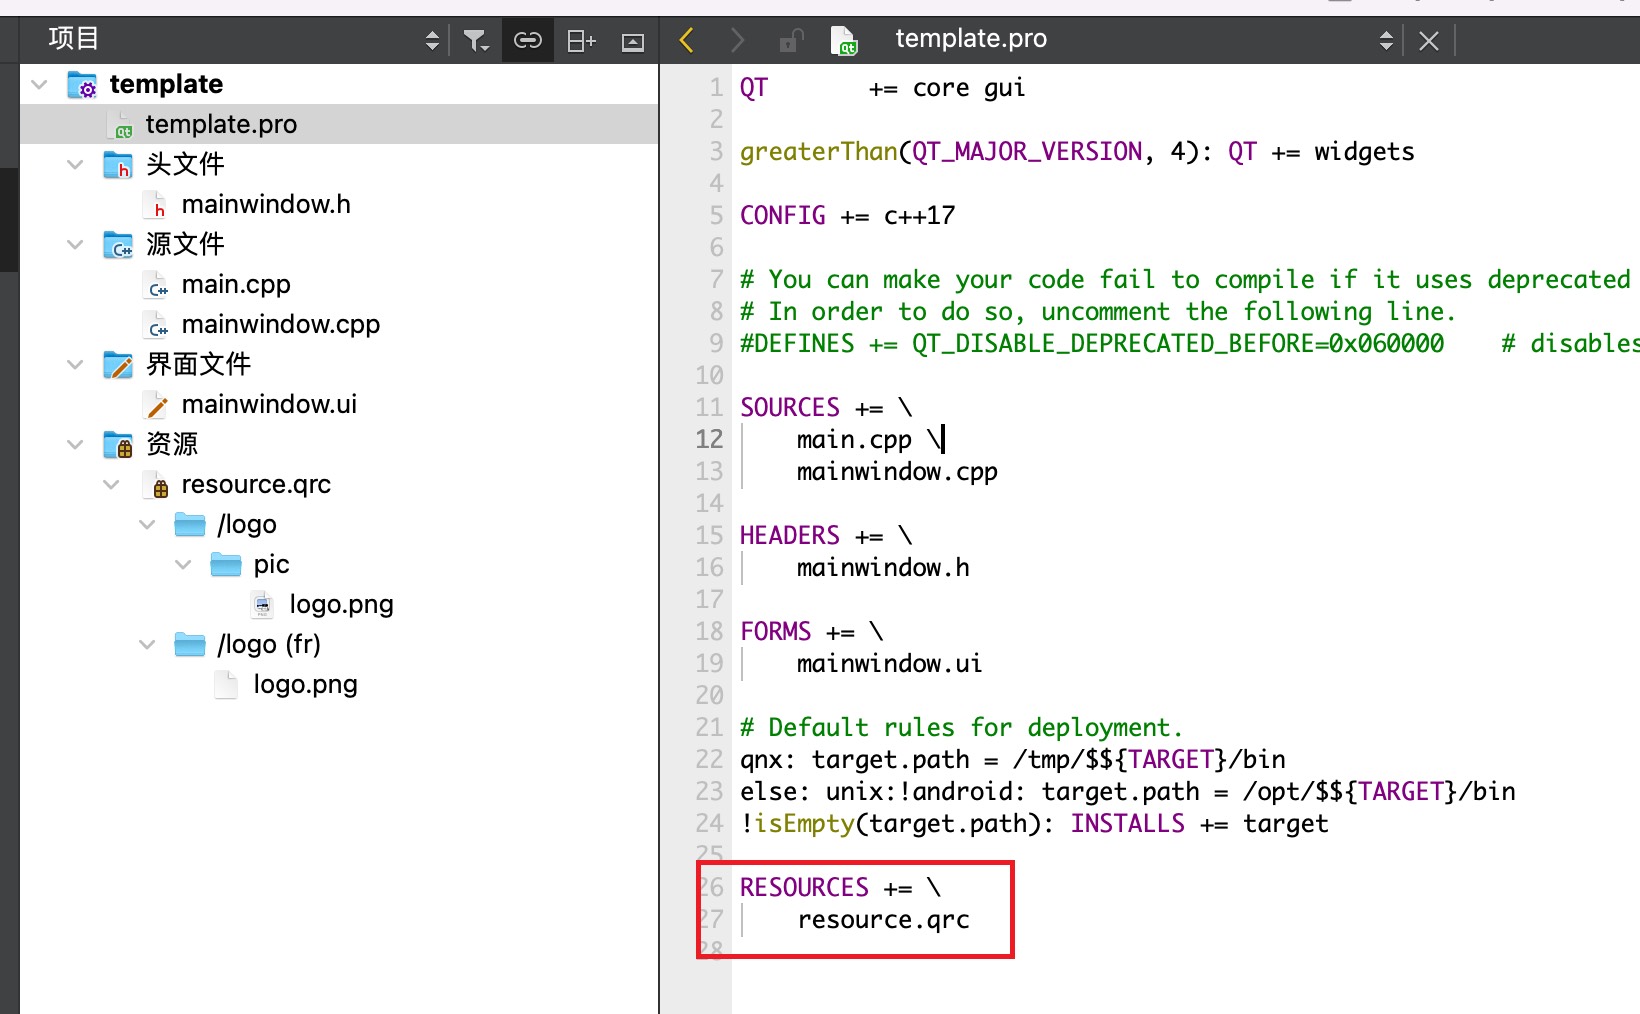 项目
template.pro
template
template.pro
头文件
mainwindow.h
源文件
main.cpp
mainwindow.cpp
界面文件
mainwindow.ui
资源
resource.qrc
/logo
pic
logo.png
/logo (fr)
logo.png
1 QT       += core gui
2
3 greaterThan(QT_MAJOR_VERSION, 4): QT += widgets
4
5 CONFIG += c++17
6
7 # You can make your code fail to compile if it uses deprecated
8 # In order to do so, uncomment the following line.
9 #DEFINES += QT_DISABLE_DEPRECATED_BEFORE=0x060000    # disables
10
11 SOURCES += \
12     main.cpp \
13     mainwindow.cpp
14
15 HEADERS += \
16     mainwindow.h
17
18 FORMS += \
19     mainwindow.ui
20
21 # Default rules for deployment.
22 qnx: target.path = /tmp/$${TARGET}/bin
23 else: unix:!android: target.path = /opt/$${TARGET}/bin
24 !isEmpty(target.path): INSTALLS += target
25
26 RESOURCES += \
27     resource.qrc
28